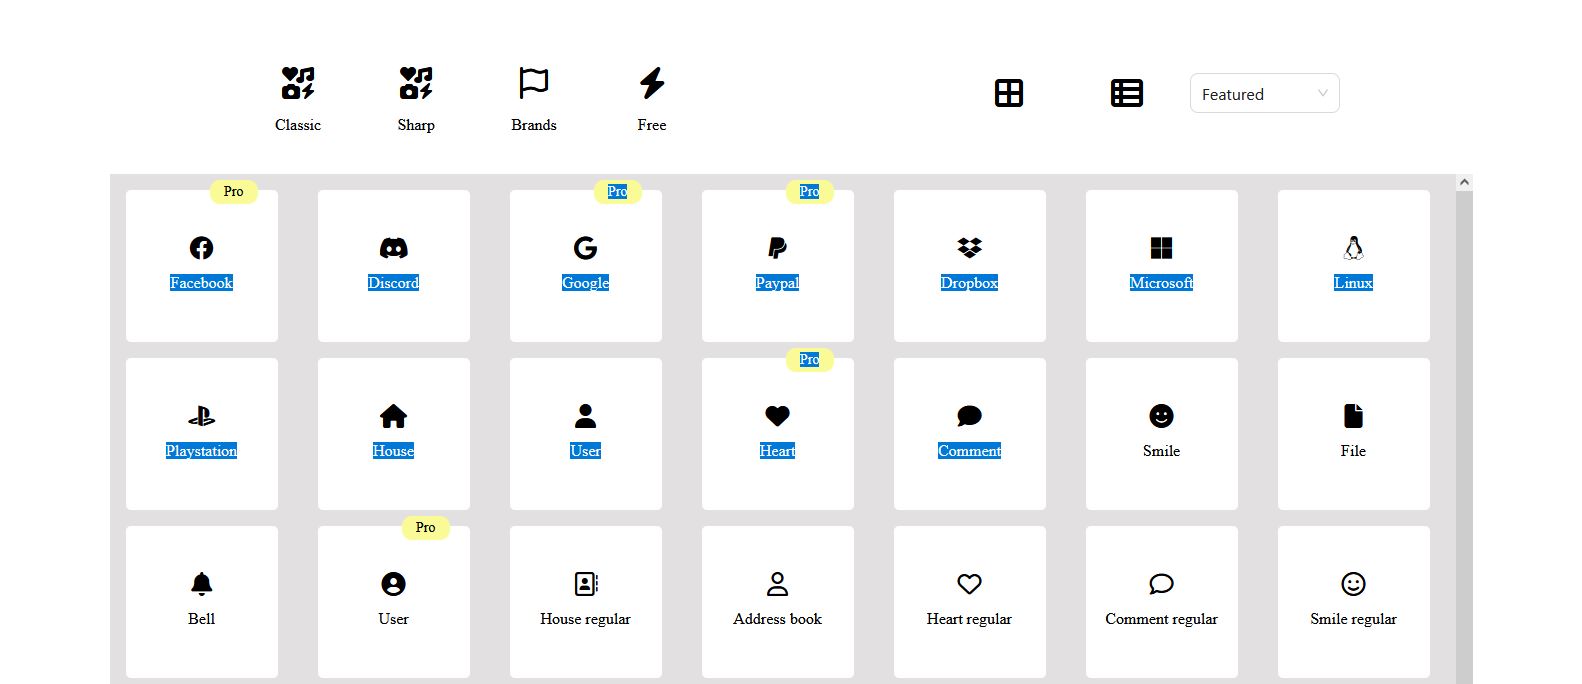 Classic Sharp Brands Free
Featured
Pro Pro Pro
Facebook Discord Google Paypal Dropbox Microsoft Linux
Pro
Playstation House User Heart Comment Smile File
Pro
Bell User House regular Address book Heart regular Comment regular Smile regular